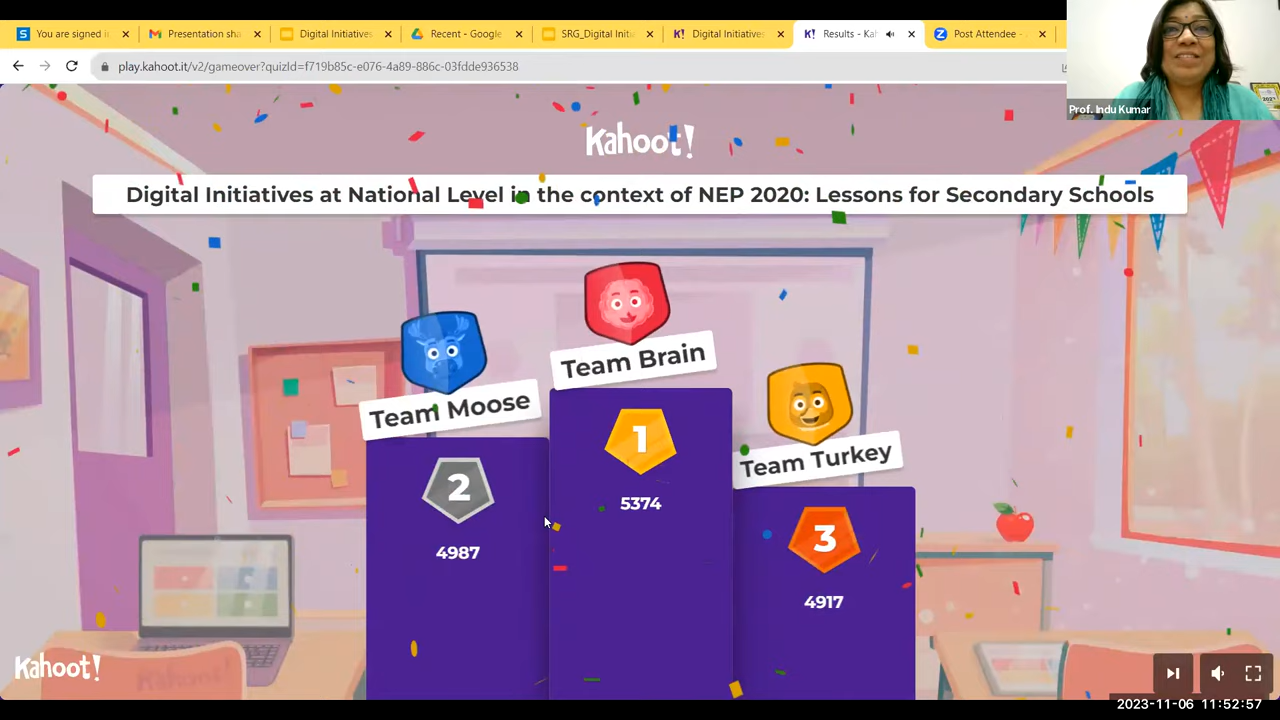 You are signed in
Presentation sha
Digital Initiatives
Recent - Google
SRG_Digital Initi
Digital Initiatives
Results - Kah
Post Attendee -
play.kahoot.it/v2/gameover?quizId=f719b85c-e076-4a89-886c-03fdde936538
Prof. Indu Kumar
Kahoot!
Digital Initiatives at National Level in the context of NEP 2020: Lessons for Secondary Schools
Team Brain
Team Moose
Team Turkey
1
5374
2
4987
3
4917
Kahoot!
2023-11-06 11:52:57